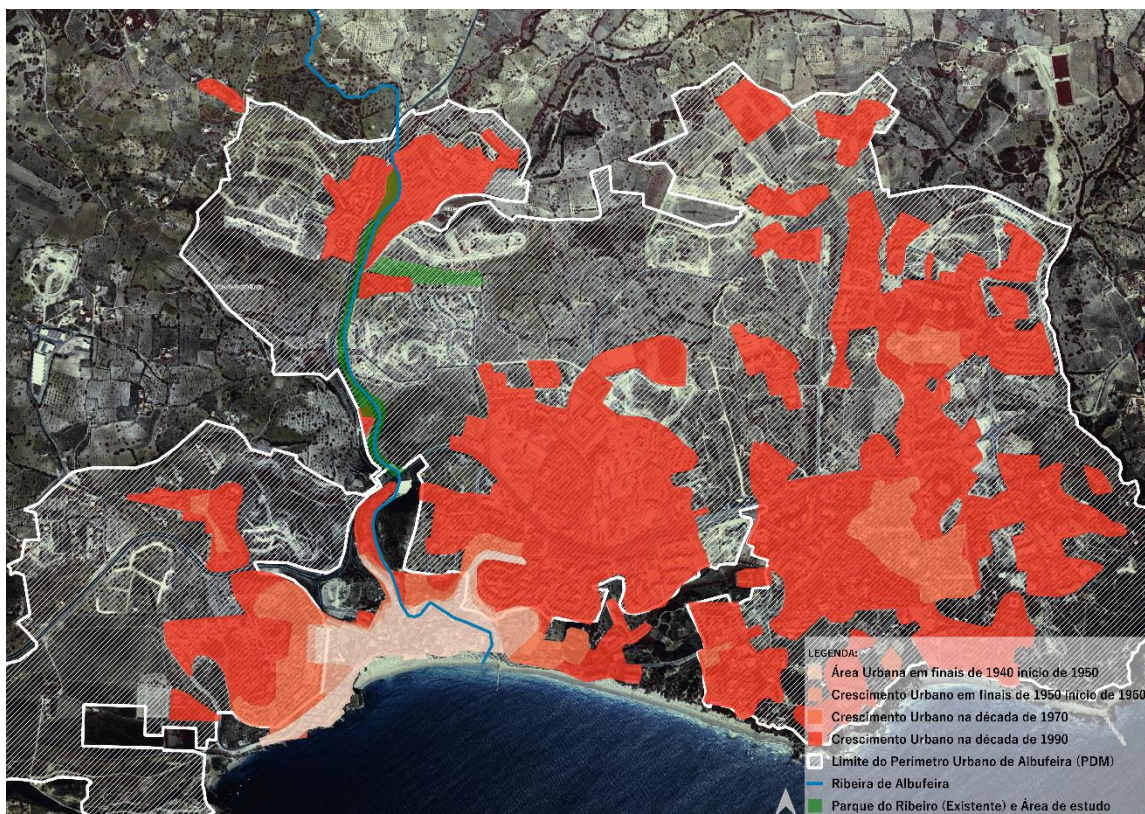 LEGENDA:
Área Urbana em finais de 1940 início de 1950
Crescimento Urbano em finais de 1950 início de 1960
Crescimento Urbano na década de 1970
Crescimento Urbano na década de 1990
Limite do Perímetro Urbano de Albufeira (PDM)
Ribeira de Albufeira
Parque do Ribeiro (Existente) e Área de estudo